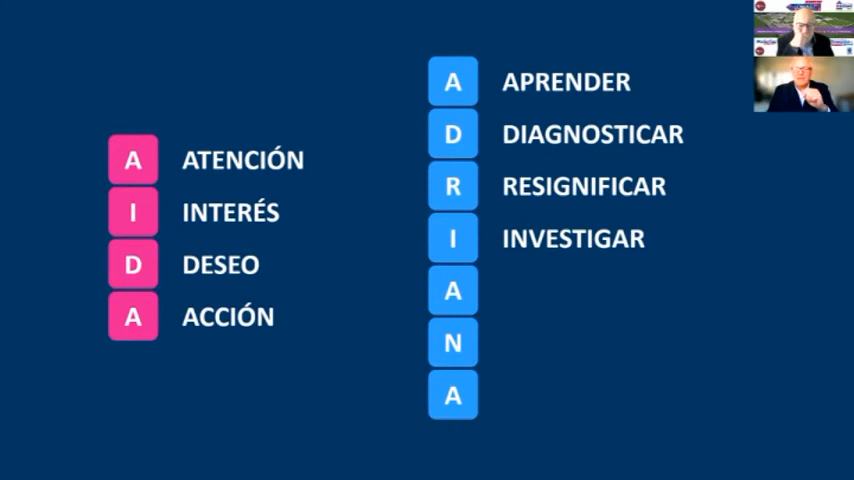 A ATENCIÓN
I INTERÉS
D DESEO
A ACCIÓN
A APRENDER
D DIAGNOSTICAR
R RESIGNIFICAR
I INVESTIGAR
A
N
A